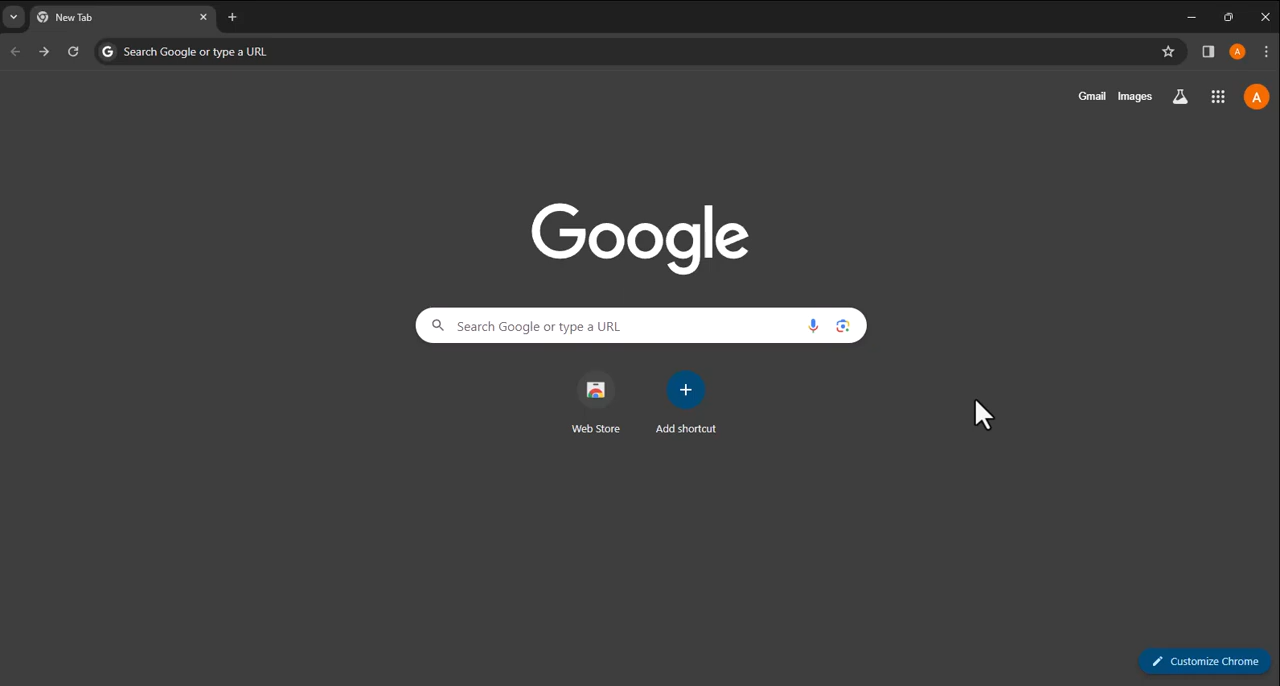 New Tab
Search Google or type a URL
A
Gmail Images
A
Google
Search Google or type a URL
Web Store Add shortcut
Customize Chrome